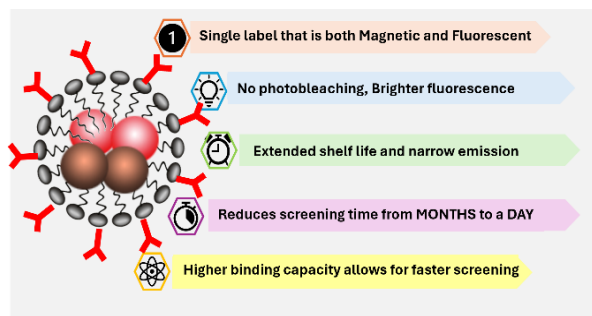 1
Single label that is both Magnetic and Fluorescent
No photobleaching, Brighter fluorescence
Extended shelf life and narrow emission
Reduces screening time from MONTHS to a DAY
Higher binding capacity allows for faster screening